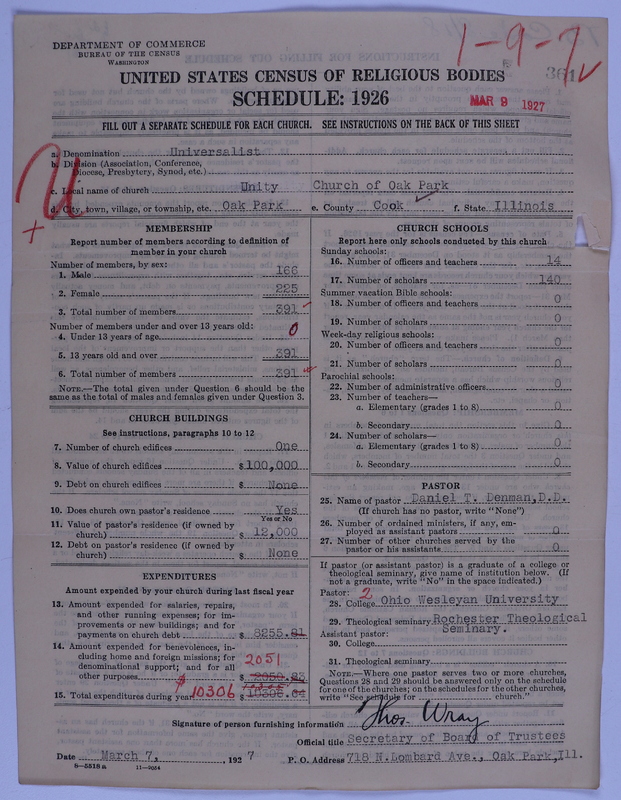 DEPARTMENT OF COMMERCE
BUREAU OF THE CENSUS
WASHINGTON
1-9-7
361
UNITED STATES CENSUS OF RELIGIOUS BODIES
SCHEDULE: 1926
MAR 9 1927
FILL OUT A SEPARATE SCHEDULE FOR EACH CHURCH. SEE INSTRUCTIONS ON THE BACK OF THIS SHEET
U
a. Denomination Universalist
b. Division (Association, Conference,
Diocese, Presbytery, Synod, etc.)
c. Local name of church Unity Church of Oak Park
d. City, town, village, or township, etc. Oak Park e. County Cook f. State Illinois
MEMBERSHIP
Report number of members according to definition of
member in your church
Number of members, by sex:
1. Male 166
2. Female 225
3. Total number of members 391
Number of members under and over 13 years old:
4. Under 13 years of age 0
5. 13 years old and over 391
6. Total number of members 391
NOTE.—The total given under Question 6 should be the
same as the total of males and females given under Question 3.
CHURCH BUILDINGS
See instructions, paragraphs 10 to 12
7. Number of church edifices One
8. Value of church edifices $100,000
9. Debt on church edifices $ None
10. Does church own pastor's residence Yes
Yes or No
11. Value of pastor's residence (if owned by
church) $ 12,000
12. Debt on pastor's residence (if owned by
church) $ None
EXPENDITURES
Amount expended by church during last fiscal year
13. Amount expended for salaries, repairs,
and other running expenses; for im-
provements or new buildings; and for
payments on church debt $ 8255.81
14. Amount expended for benevolences, in-
cluding home and foreign missions; for 2051
denominational support; and for all
other purposes $ 2050.83
15. Total expenditures during year $10306 $ 10306.64
CHURCH SCHOOLS
Report here only schools conducted by this church
Sunday schools:
16. Number of officers and teachers 14
17. Number of scholars 140
Summer vacation Bible schools:
18. Number of officers and teachers 0
19. Number of scholars 0
Week-day religious schools:
20. Number of officers and teachers 0
21. Number of scholars 0
Parochial schools:
22. Number of administrative officers 0
23. Number of teachers—
a. Elementary (grades 1 to 8) 0
b. Secondary 0
24. Number of scholars—
a. Elementary (grades 1 to 8) 0
b. Secondary 0
PASTOR
25. Name of pastor Daniel T. Denman, D.D.
(If church has no pastor, write "None")
26. Number of ordained ministers, if any, em-
ployed as assistant pastors 0
27. Number of other churches served by the
pastor or his assistants 0
If pastor (or assistant pastor) is a graduate of a college or
theological seminary, give name of institution below. (If
not a graduate, write "No" in the space indicated.)
Pastor: 2
28. College Ohio Wesleyan University
29. Theological seminary Rochester Theological
Seminary.
Assistant pastor:
30. College
31. Theological seminary
NOTE.—Where one pastor serves two or more churches,
Questions 28 and 29 should be answered only on the schedule
for one of the churches; on the schedules for the other churches,
write "See schedule for church."
Signature of person furnishing information Thos. Wray
Official title Secretary of Board of Trustees
Date March 7, 1927 P. O. Address 718 N. Lombard Ave., Oak Park, Ill.
8—5518a 11—9054